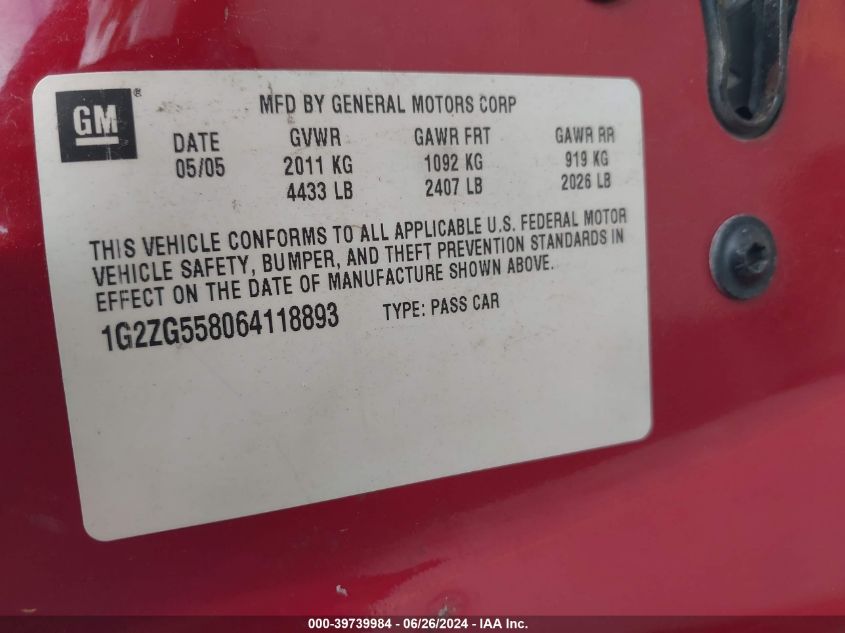 GM®
MFD BY GENERAL MOTORS CORP
DATE GVWR GAWR FRT GAWR RR
05/05 2011 KG 1092 KG 919 KG
4433 LB 2407 LB 2026 LB
THIS VEHICLE CONFORMS TO ALL APPLICABLE U.S. FEDERAL MOTOR
VEHICLE SAFETY, BUMPER, AND THEFT PREVENTION STANDARDS IN
EFFECT ON THE DATE OF MANUFACTURE SHOWN ABOVE.
1G2ZG558064118893 TYPE: PASS CAR
000-39739984 - 06/26/2024 - IAA Inc.